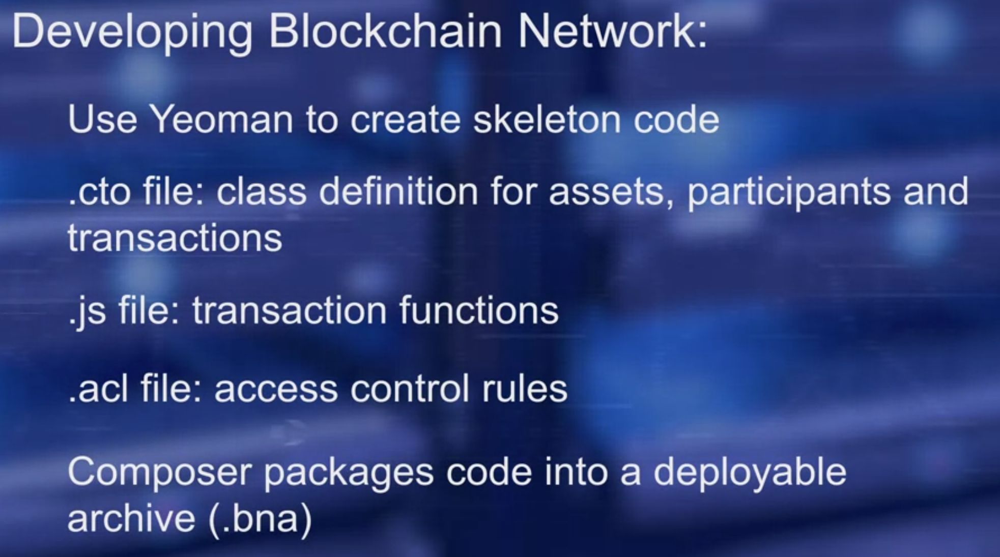 Developing Blockchain Network:
Use Yeoman to create skeleton code
.cto file: class definition for assets, participants and
transactions
.js file: transaction functions
.acl file: access control rules
Composer packages code into a deployable
archive (.bna)